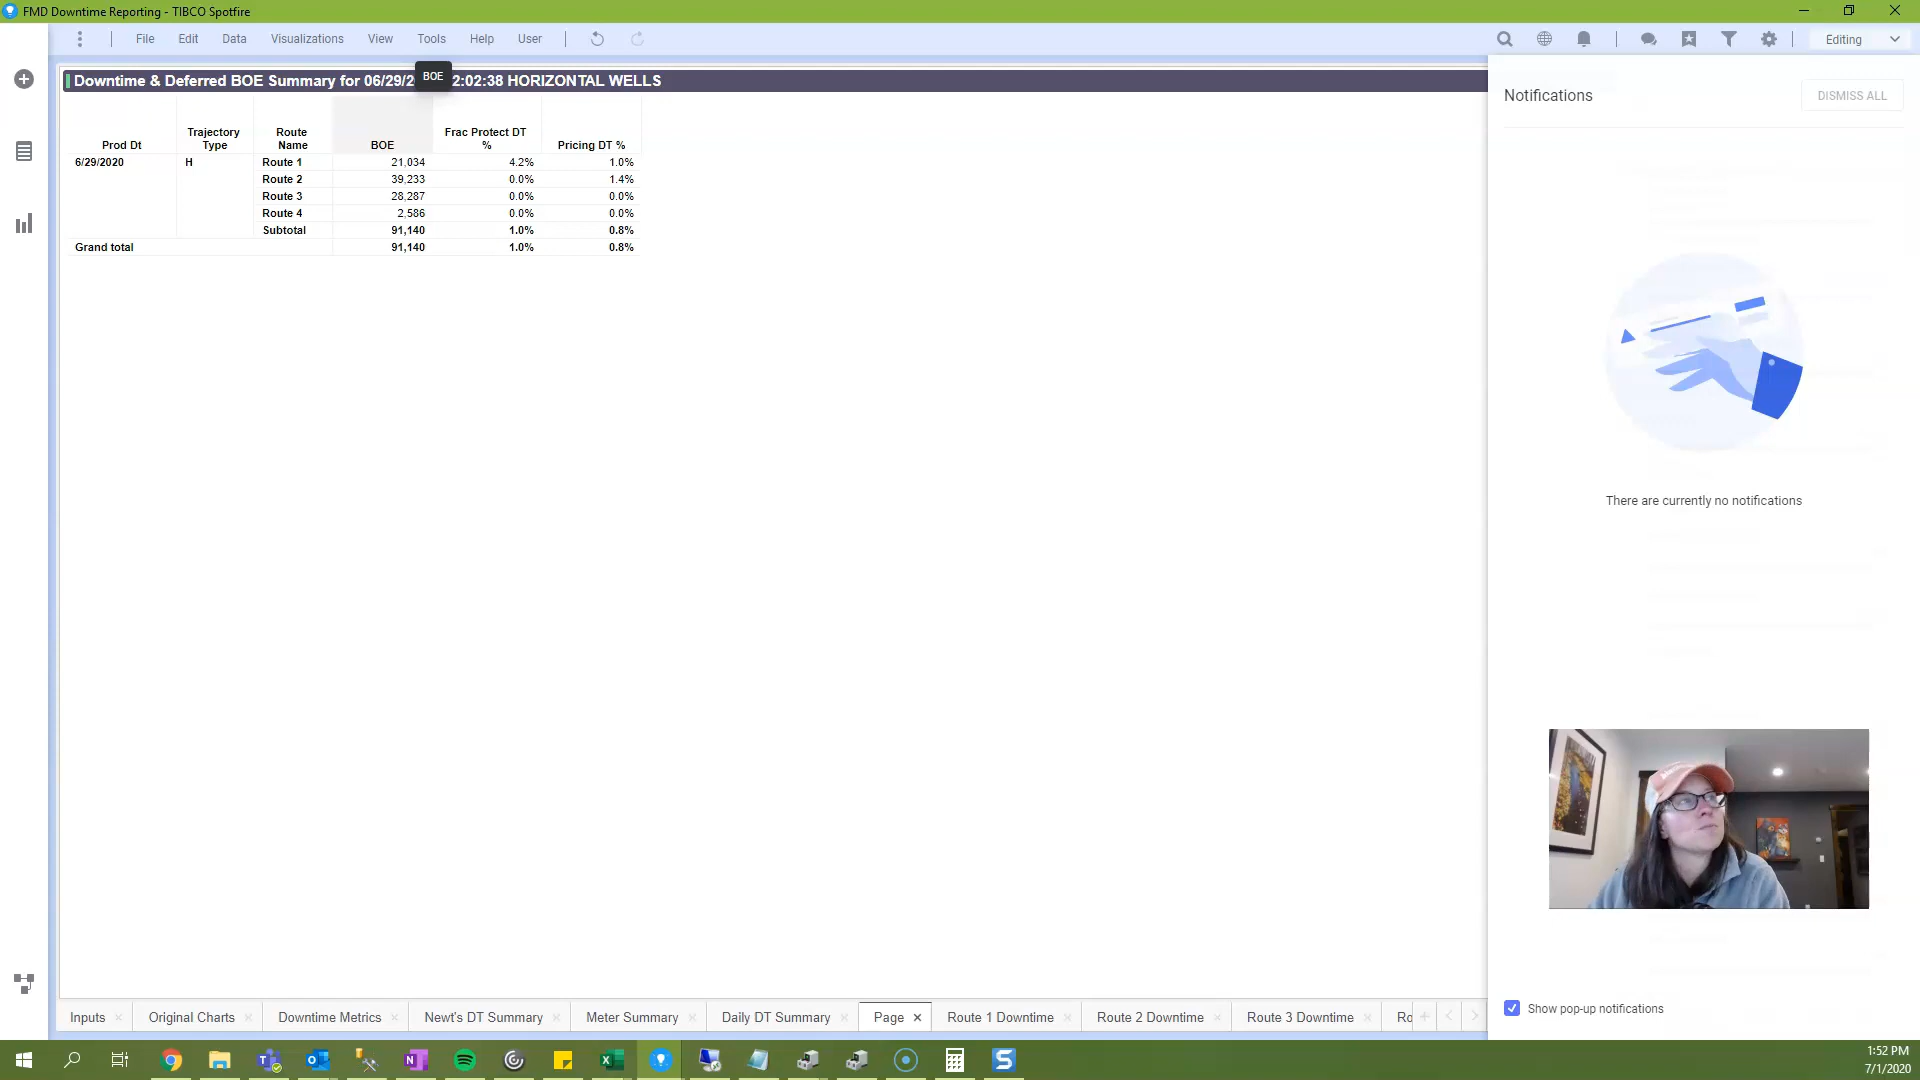 FMD Downtime Reporting - TIBCO Spotfire
File Edit Data Visualizations View Tools Help User Editing
Downtime & Deferred BOE Summary for 06/29/2 2:02:38 HORIZONTAL WELLS
BOE
Prod Dt Trajectory Type Route Name BOE Frac Protect DT % Pricing DT %
6/29/2020 H Route 1 21,034 4.2% 1.0%
Route 2 39,233 0.0% 1.4%
Route 3 28,287 0.0% 0.0%
Route 4 2,586 0.0% 0.0%
Subtotal 91,140 1.0% 0.8%
Grand total 91,140 1.0% 0.8%
Notifications DISMISS ALL
There are currently no notifications
Show pop-up notifications
Inputs Original Charts Downtime Metrics Newt's DT Summary Meter Summary Daily DT Summary Page Route 1 Downtime Route 2 Downtime Route 3 Downtime Ro
1:52 PM
7/1/2020